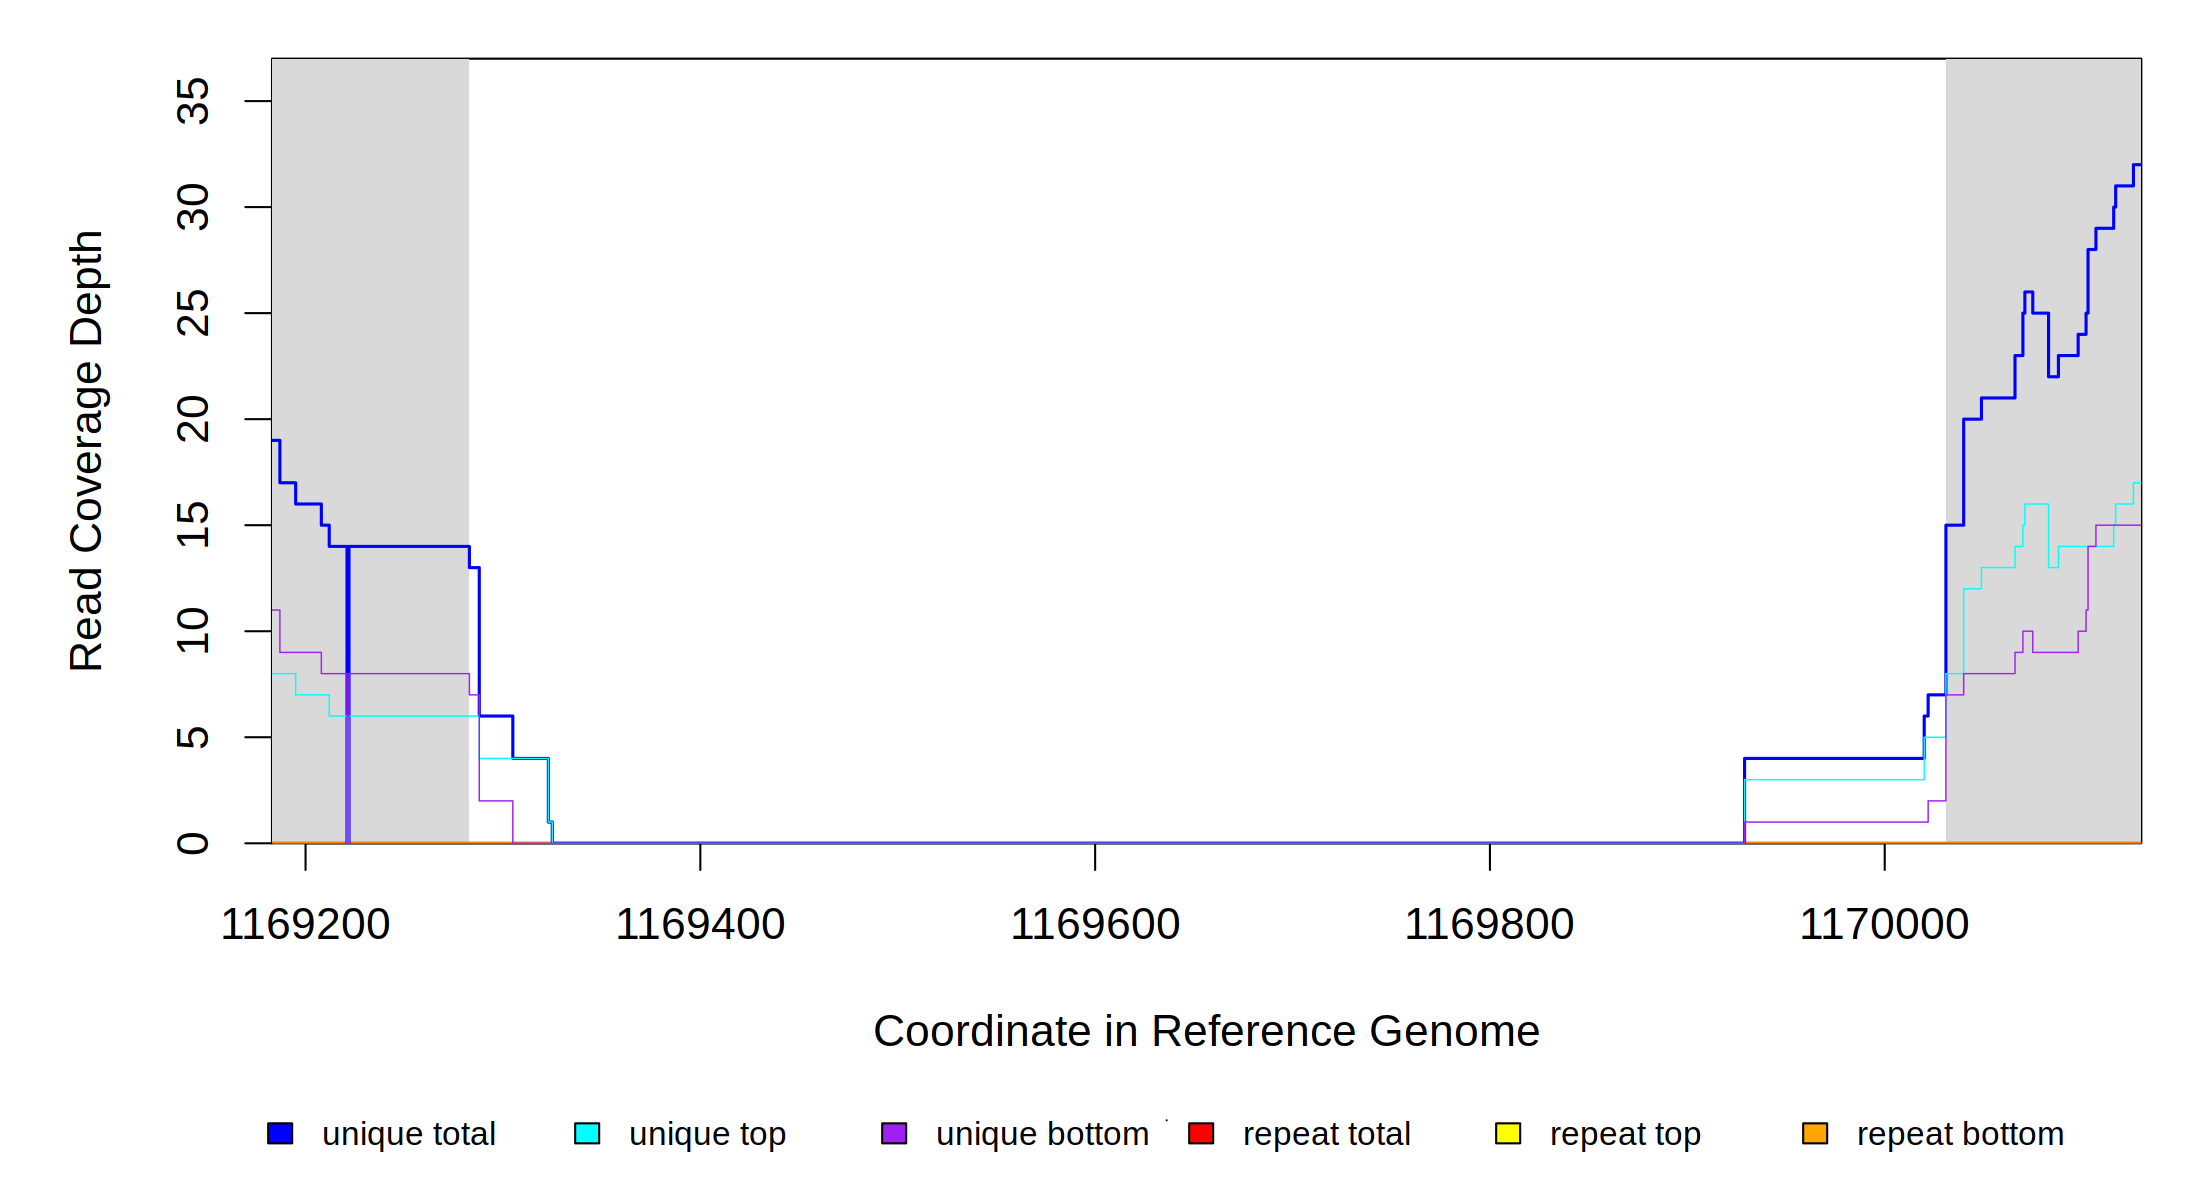 Read Coverage Depth
35
30
25
20
15
10
5
0
1169200 1169400 1169600 1169800 1170000
Coordinate in Reference Genome
unique total unique top unique bottom repeat total repeat top repeat bottom